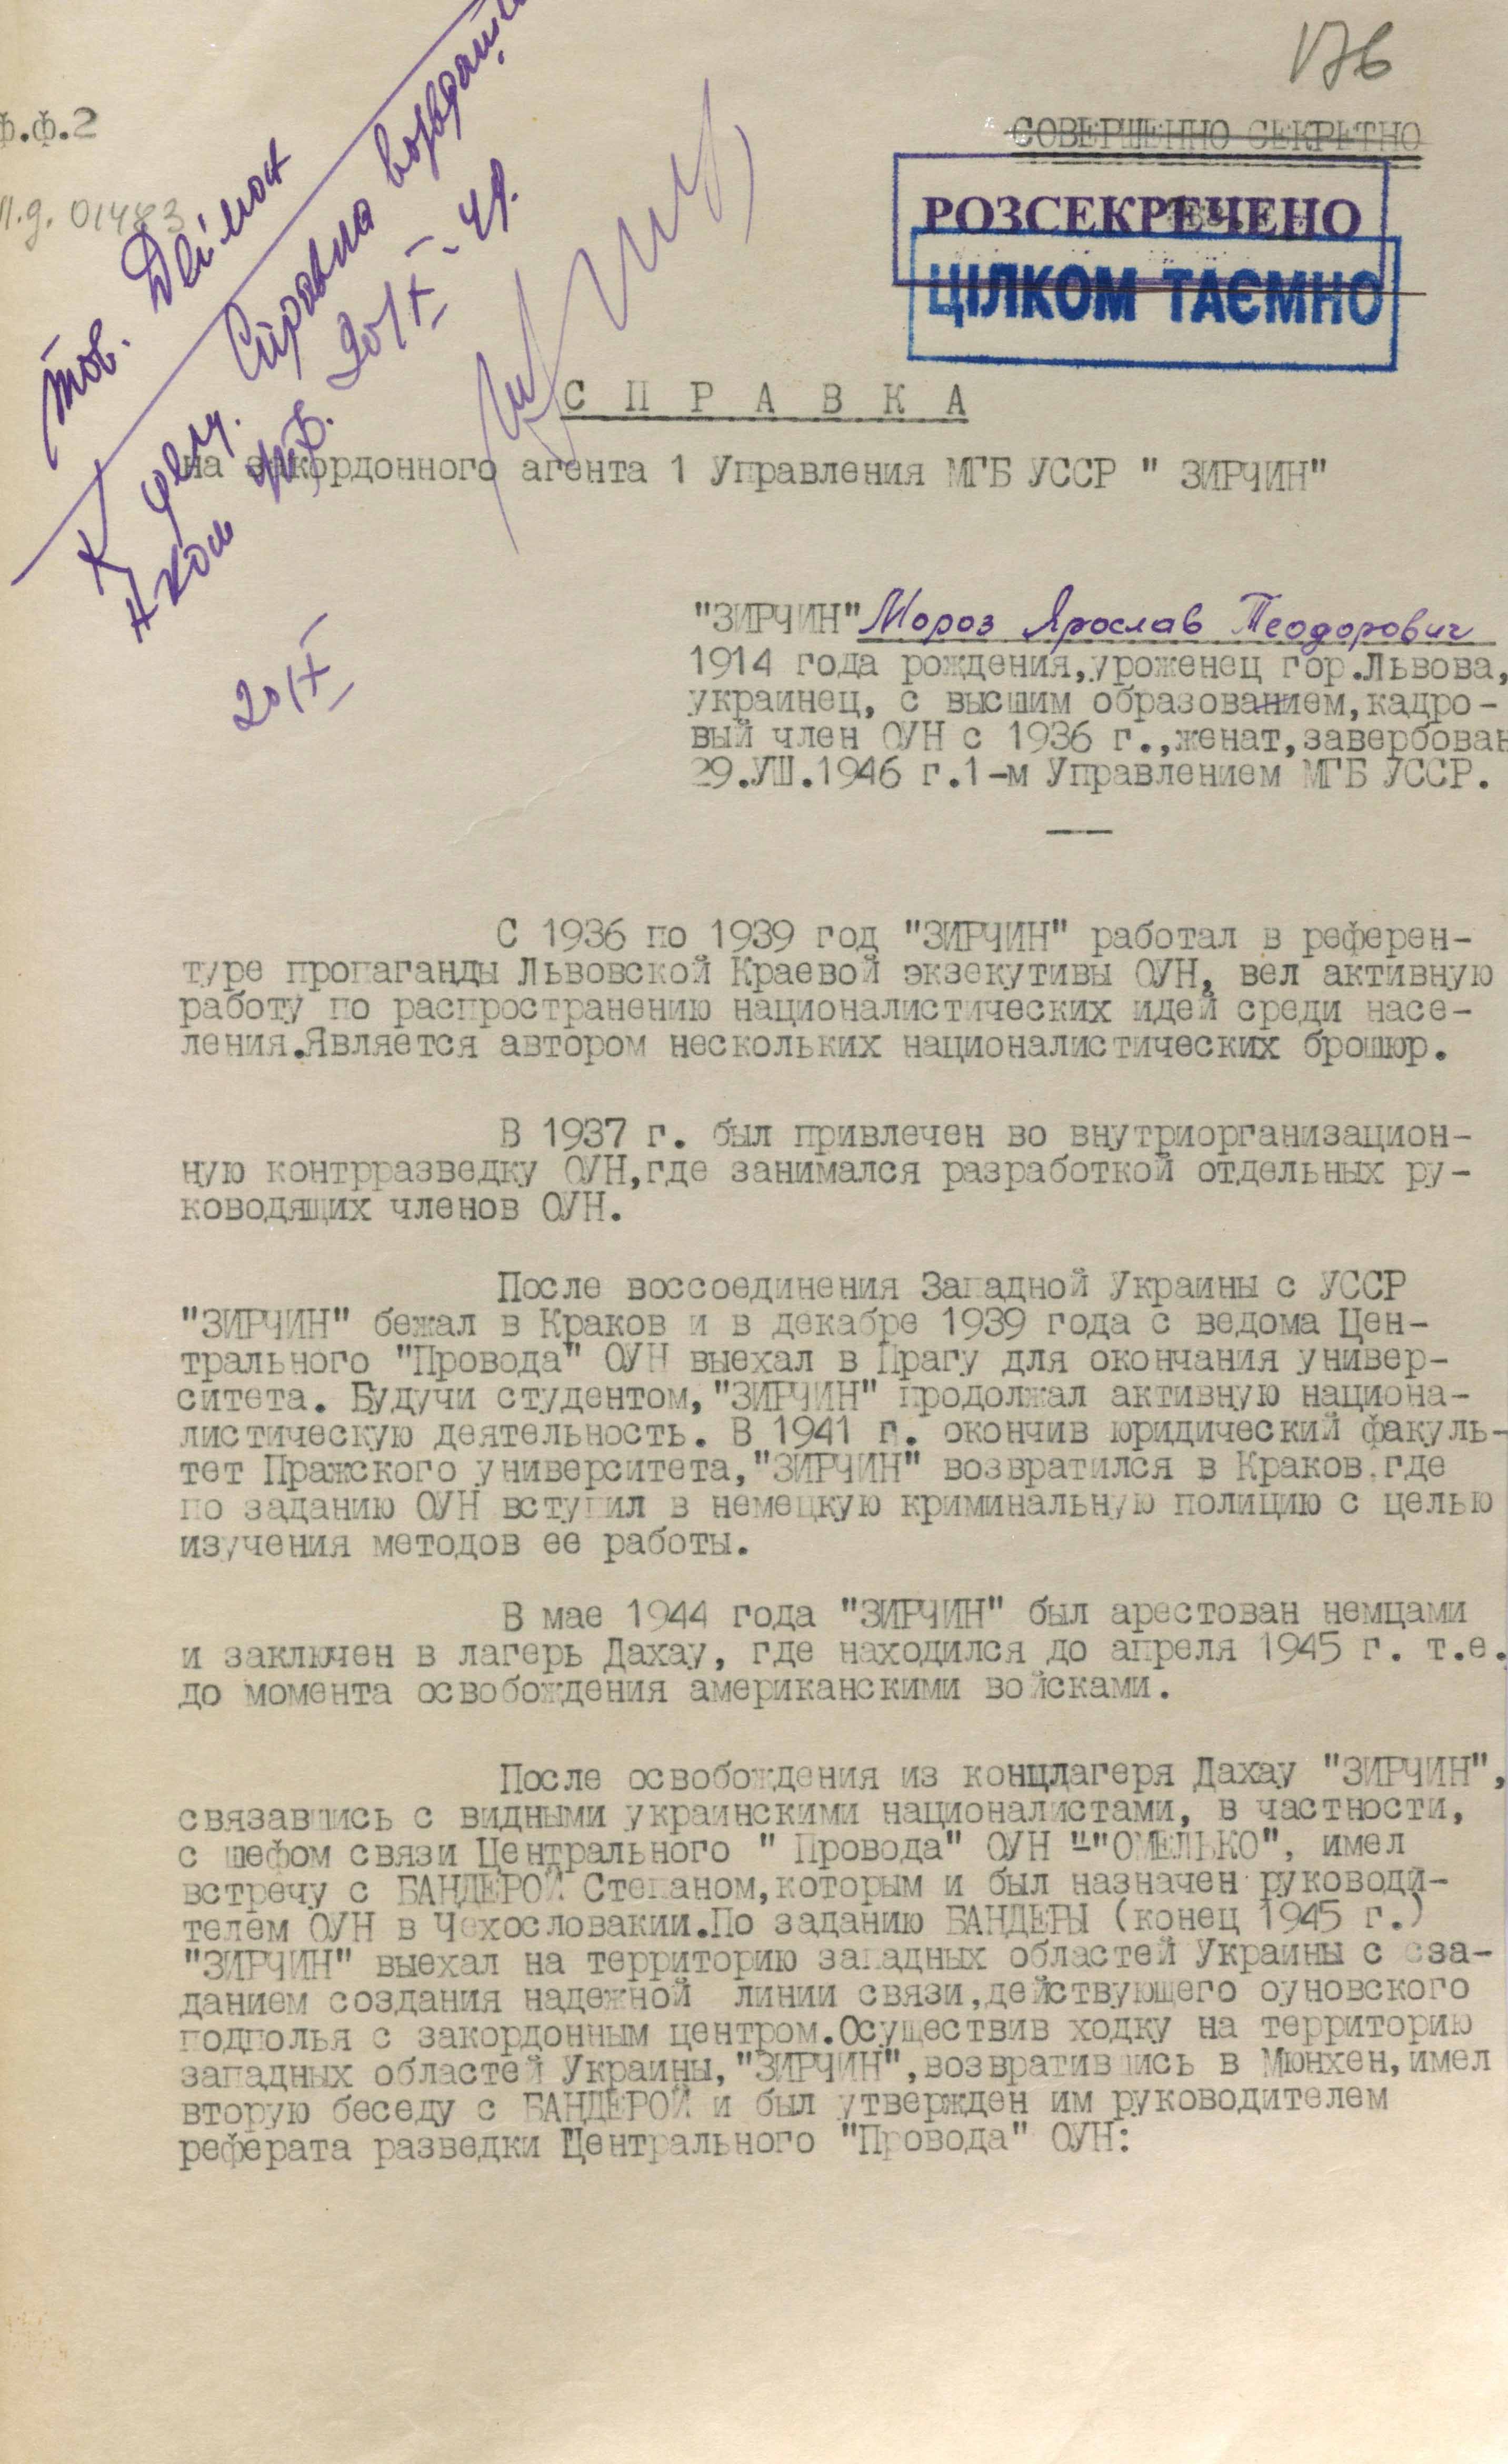 176
ф.ф.2
СОВЕРШЕННО СЕКРЕТНО
01483
РОЗСЕКРЕЧЕНО
ЦІЛКОМ ТАЄМНО
тов.
К
20/X
20/X
С П Р А В К А
на закордонного агента 1 Управления МГБ УССР " ЗИРЧИН"
"ЗИРЧИН" Мороз Ярослав Теодорович
1914 года рождения, уроженец гор.Львова,
украинец, с высшим образованием, кадро-
вый член ОУН с 1936 г.,женат,завербован
29.УШ.1946 г.1-м Управлением МГБ УССР.
С 1936 по 1939 год "ЗИРЧИН" работал в референ-
туре пропаганды Львовской Краевой экзекутивы ОУН, вел активную
работу по распространению националистических идей среди насе-
ления.Является автором нескольких националистических брошюр.
В 1937 г. был привлечен во внутриорганизацион-
ную контрразведку ОУН,где занимался разработкой отдельных ру-
ководящих членов ОУН.
После воссоединения Западной Украины с УССР
"ЗИРЧИН" бежал в Краков и в декабре 1939 года с ведома Цен-
трального "Провода" ОУН выехал в Прагу для окончания универ-
ситета. Будучи студентом,"ЗИРЧИН" продолжал активную национа-
листическую деятельность. В 1941 г. окончив юридический факуль-
тет Пражского университета,"ЗИРЧИН" возвратился в Краков,где
по заданию ОУН вступил в немецкую криминальную полицию с целью
изучения методов ее работы.
В мае 1944 года "ЗИРЧИН" был арестован немцами
и заключен в лагерь Дахау, где находился до апреля 1945 г. т.е.
до момента освобождения американскими войсками.
После освобождения из концлагеря Дахау "ЗИРЧИН",
связавшись с видными украинскими националистами, в частности,
с шефом связи Центрального " Провода" ОУН -"ОМЕЛЬКО", имел
встречу с БАНДЕРОЙ Степаном,которым и был назначен руководи-
телем ОУН в Чехословакии.По заданию БАНДЕРЫ (конец 1945 г.)
"ЗИРЧИН" выехал на территорию западных областей Украины с сза-
данием создания надежной линии связи,действующего оуновского
подполья с закордонным центром.Осуществив ходку на территорию
западных областей Украины,"ЗИРЧИН",возвратившись в Мюнхен,имел
вторую беседу с БАНДЕРОЙ и был утвержден им руководителем
реферата разведки Центрального "Провода" ОУН: